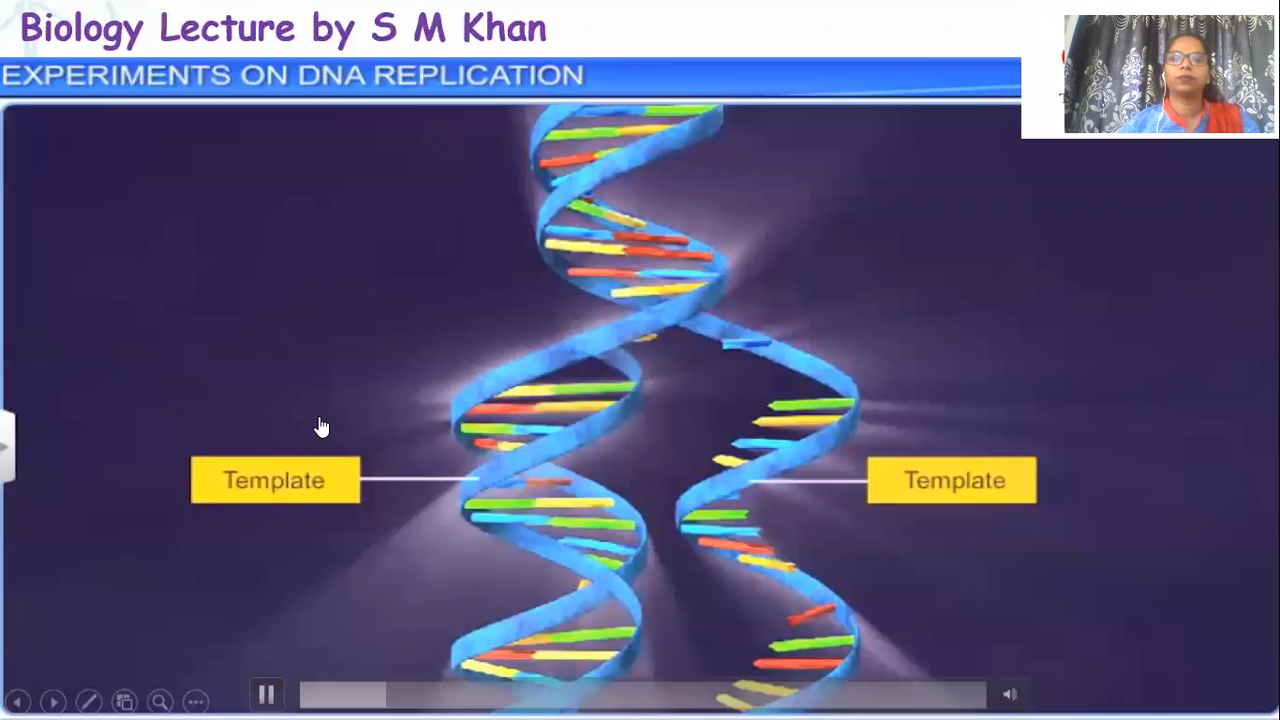 Biology Lecture by S M Khan
EXPERIMENTS ON DNA REPLICATION
Template
Template